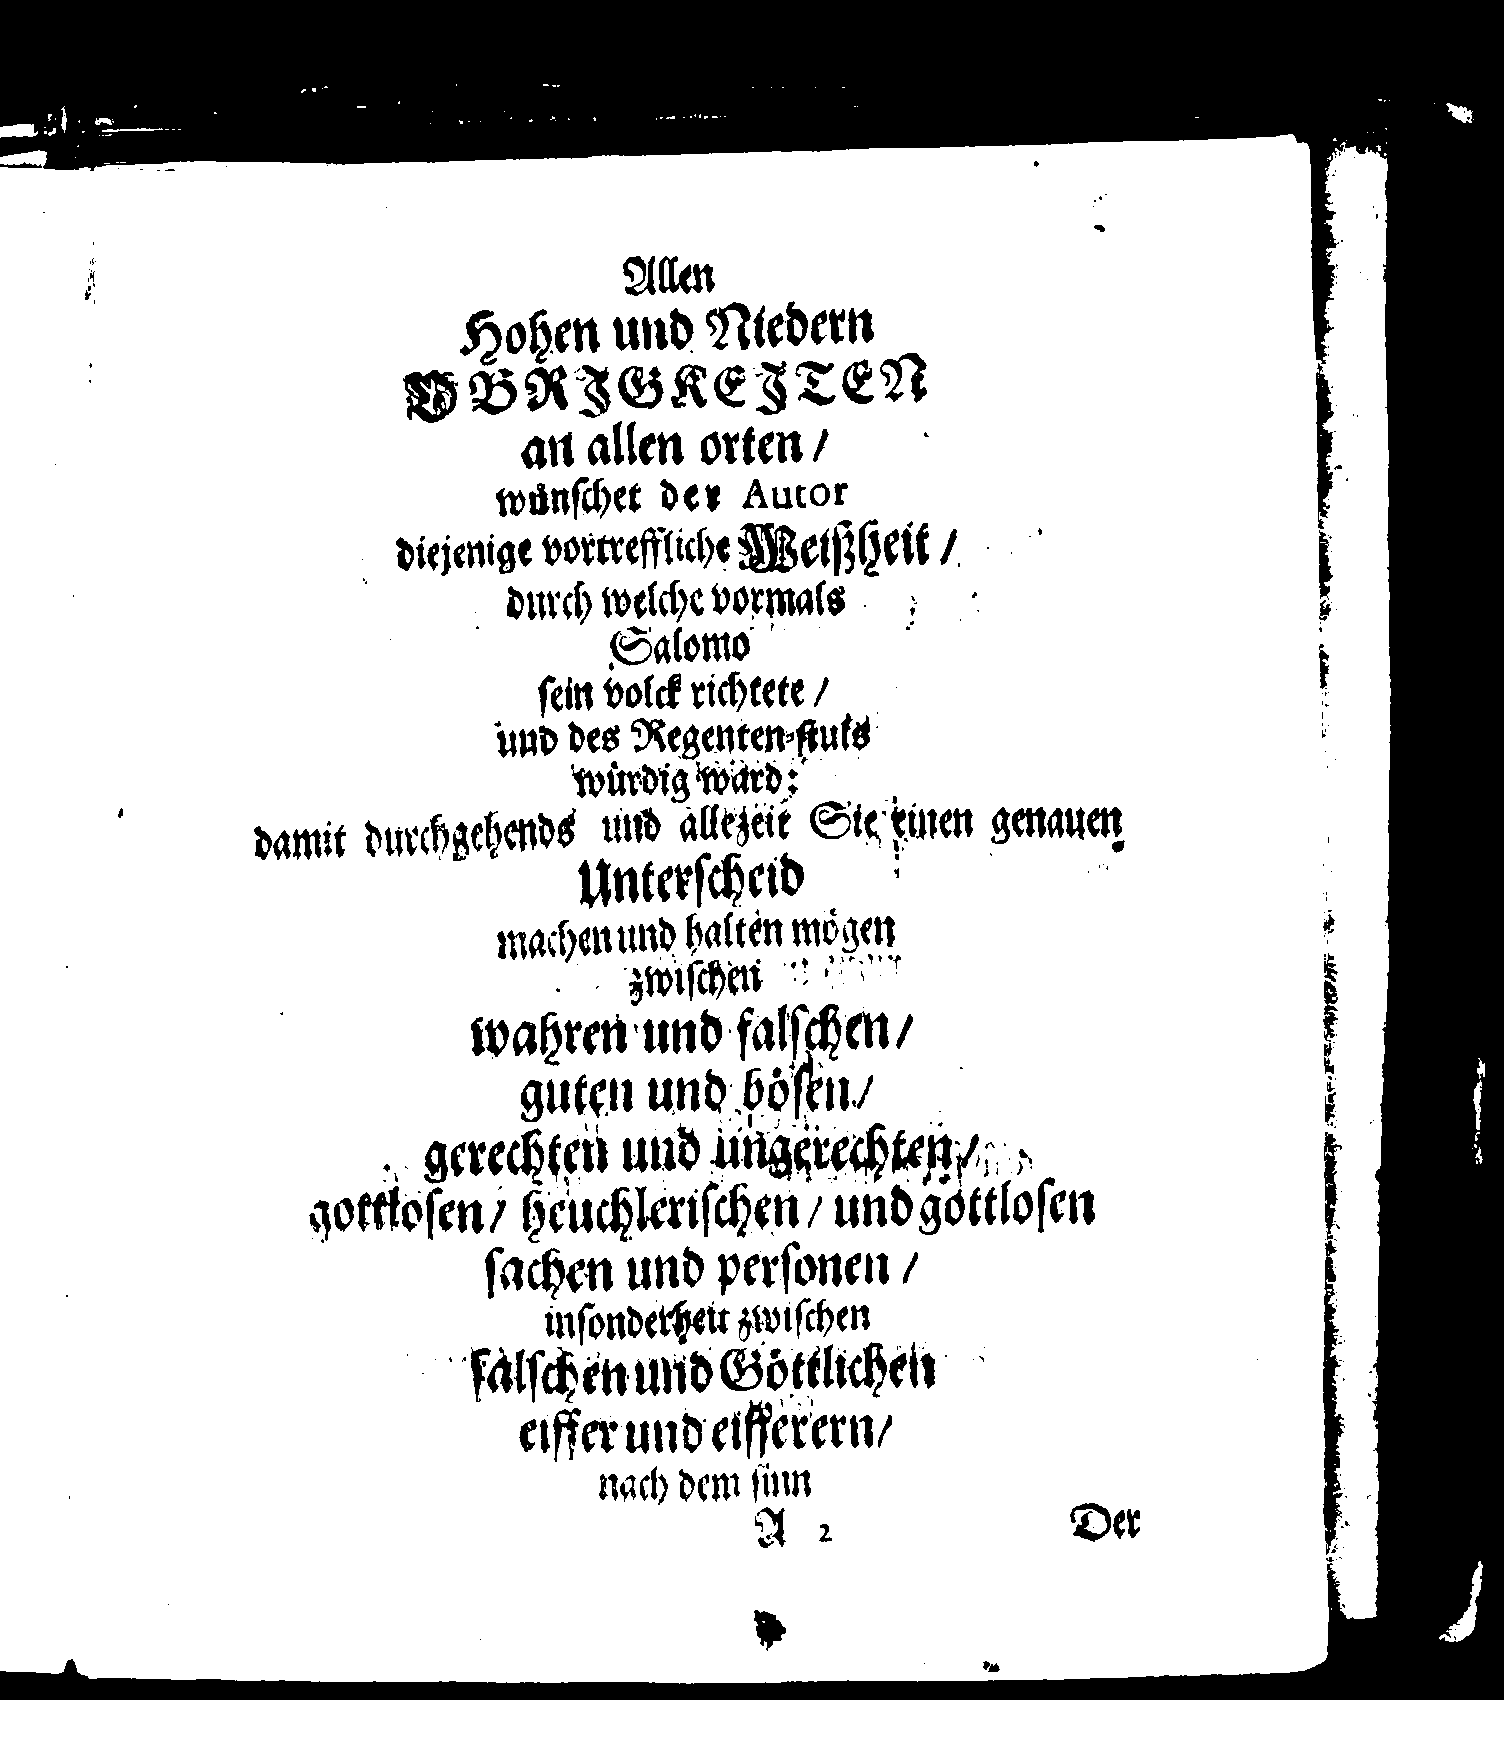 Allen
Hohen und Niedern
OBRIGKEITEN
an allen orten /
wünschet der Autor
diejenige vortreffliche Weißheit /
durch welche vormals
Salomo
sein volck richtete /
und des Regenten-stuls
würdig ward:
damit durchgehends und allezeit Sie einen genauen
Unterscheid
machen und halten mögen
zwischen
wahren und falschen /
guten und bösen /
gerechten und ungerechten /
gottlosen / heuchlerischen / und gottlosen
sachen und personen /
insonderheit zwischen
falschen und Göttlichen
eiffer und eifferern /
nach dem sinn
A 2 Der